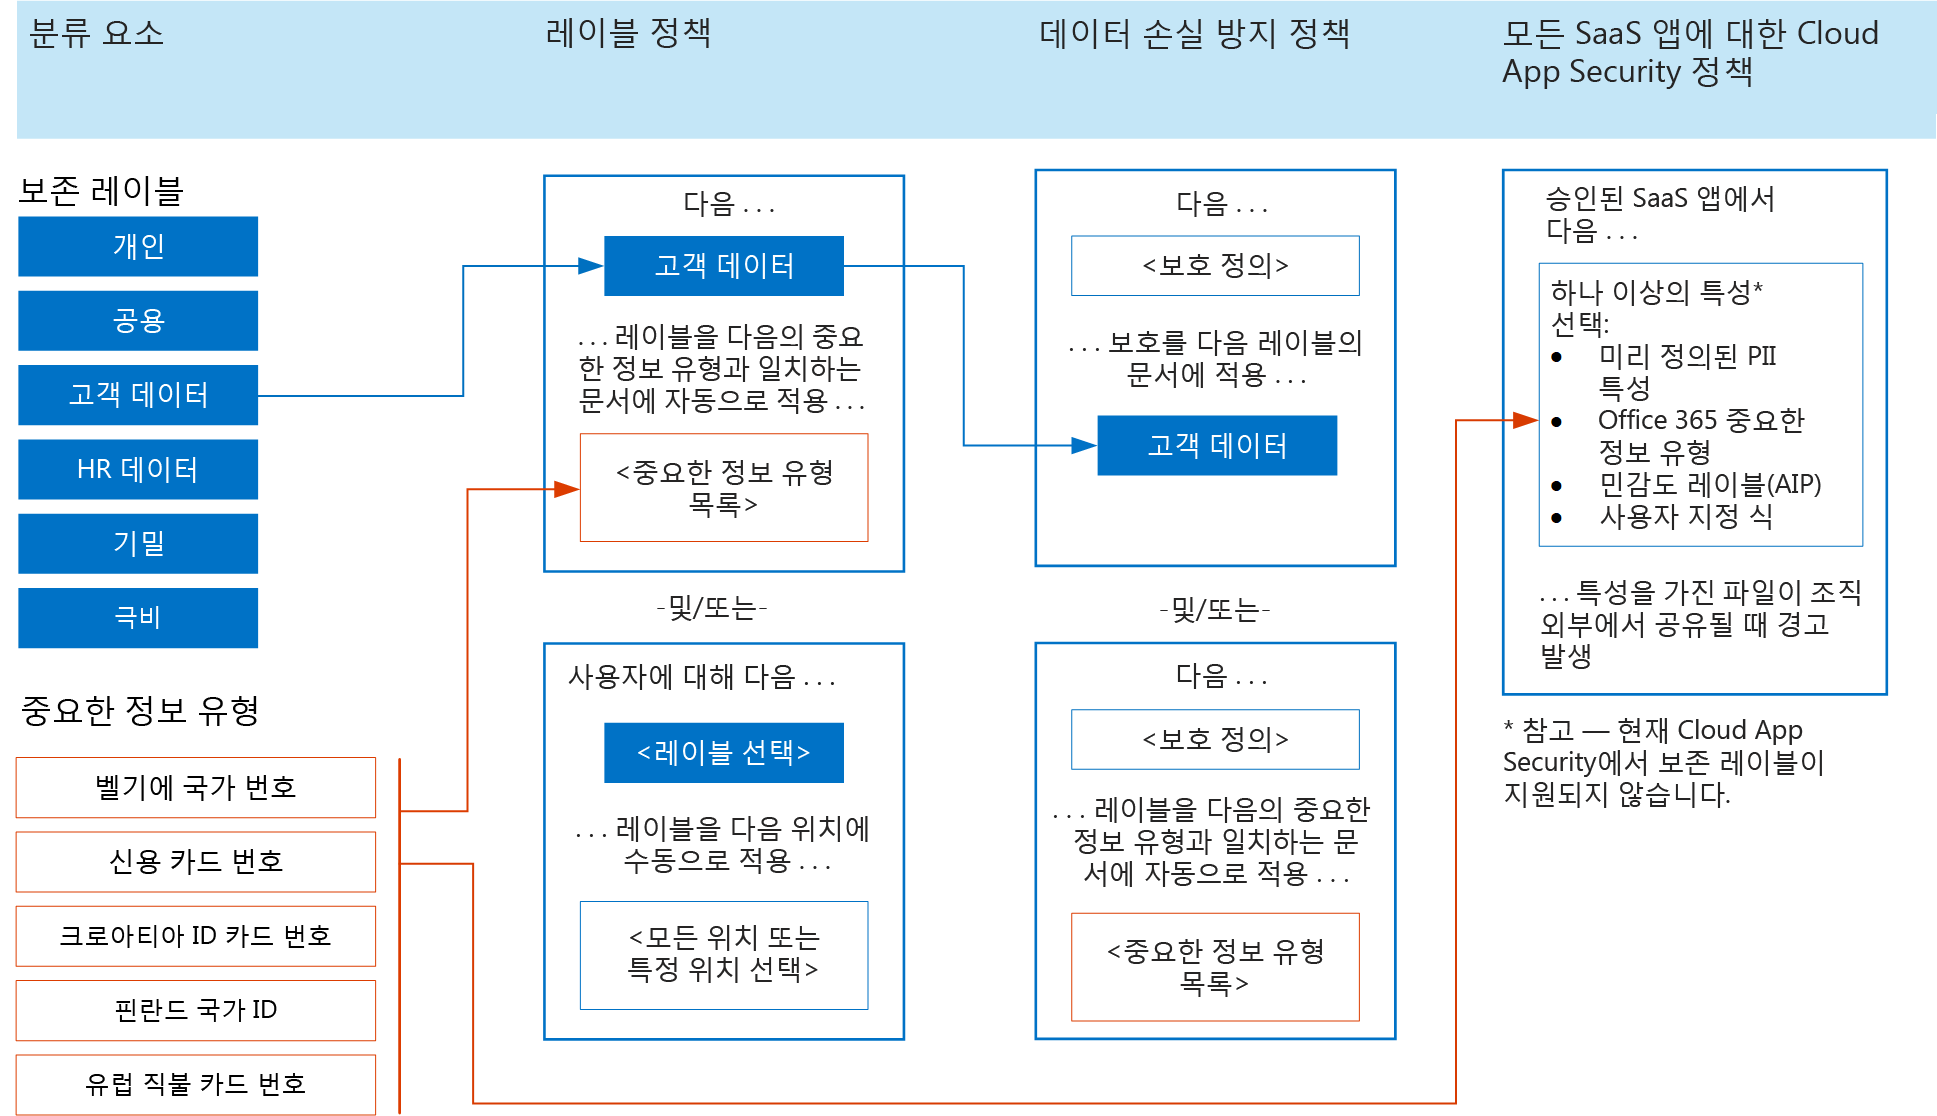 분류 요소
레이블 정책
데이터 손실 방지 정책
모든 SaaS 앱에 대한 Cloud
App Security 정책
보존 레이블
개인
공용
고객 데이터
HR 데이터
기밀
극비
중요한 정보 유형
벨기에 국가 번호
신용 카드 번호
크로아티아 ID 카드 번호
핀란드 국가 ID
유럽 직불 카드 번호
다음 . . .
고객 데이터
. . . 레이블을 다음의 중요
한 정보 유형과 일치하는
문서에 자동으로 적용 . . .
<중요한 정보 유형
목록>
-및/또는-
사용자에 대해 다음 . . .
<레이블 선택>
. . . 레이블을 다음 위치에
수동으로 적용 . . .
<모든 위치 또는
특정 위치 선택>
다음 . . .
<보호 정의>
. . . 보호를 다음 레이블의
문서에 적용 . . .
고객 데이터
-및/또는-
다음 . . .
<보호 정의>
. . . 레이블을 다음의 중요한
정보 유형과 일치하는 문
서에 자동으로 적용 . . .
<중요한 정보 유형
목록>
승인된 SaaS 앱에서
다음 . . .
하나 이상의 특성*
선택:
• 미리 정의된 PII
특성
• Office 365 중요한
정보 유형
• 민감도 레이블(AIP)
• 사용자 지정 식
. . . 특성을 가진 파일이 조직
외부에서 공유될 때 경고
발생
* 참고 — 현재 Cloud App
Security에서 보존 레이블이
지원되지 않습니다.